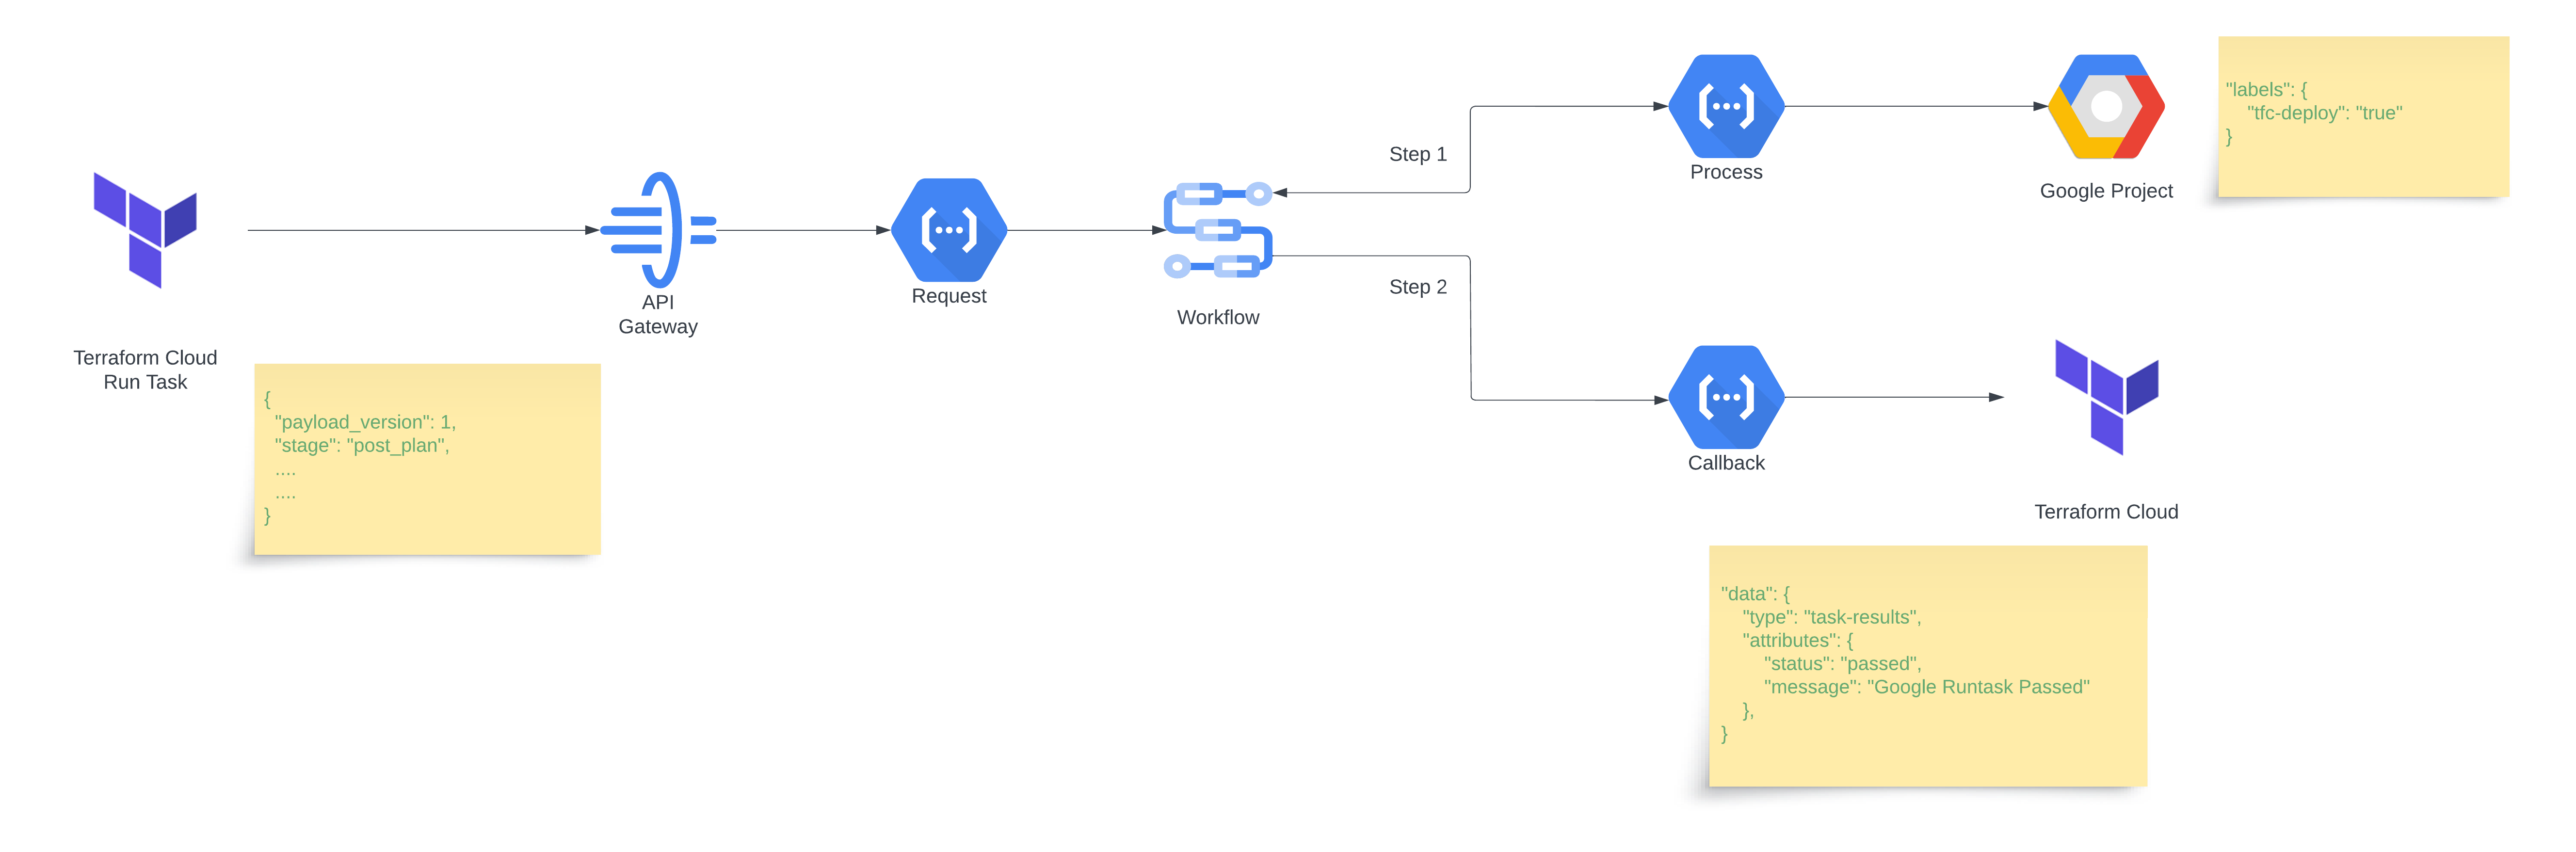 Terraform Cloud
Run Task
{
"payload_version": 1,
"stage": "post_plan",
....
....
}
API
Gateway
Request
Workflow
Step 1
Step 2
Process
Google Project
"labels": {
"tfc-deploy": "true"
}
Callback
Terraform Cloud
"data": {
"type": "task-results",
"attributes": {
"status": "passed",
"message": "Google Runtask Passed"
},
}